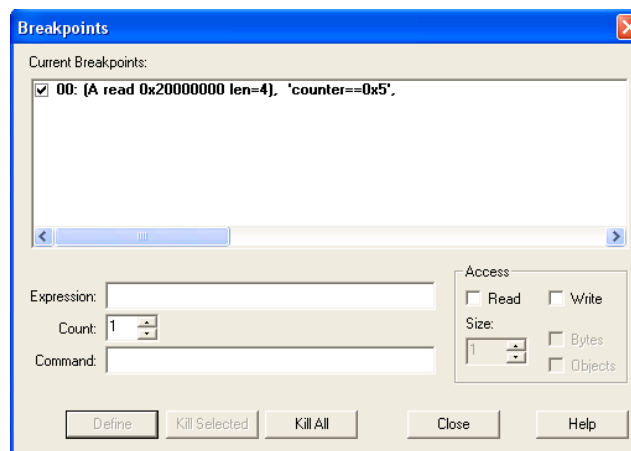 Breakpoints
Current Breakpoints:
00: (A read 0x20000000 len=4), 'counter==0x5',
Expression:
Count: 1
Command:
Access
Read Write
Size:
1
Bytes
Objects
Define Kill Selected Kill All Close Help